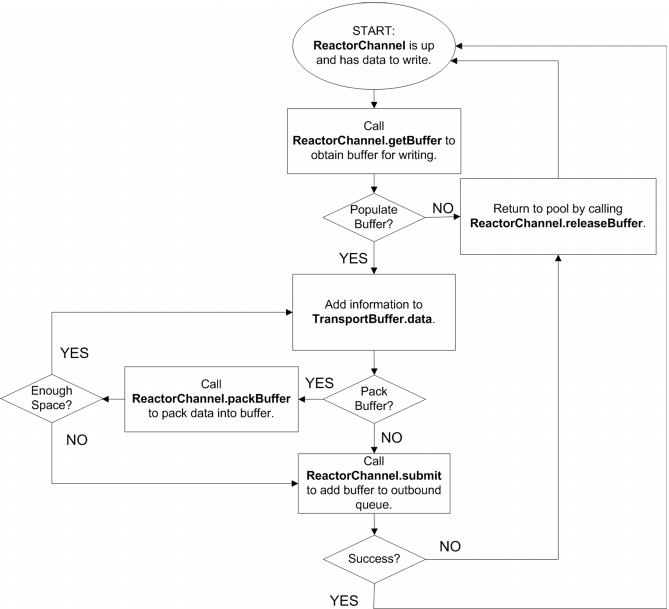 START:
ReactorChannel is up
and has data to write.
Call
ReactorChannel.getBuffer to
obtain buffer for writing.
Populate
Buffer?
NO
Return to pool by calling
ReactorChannel.releaseBuffer.
YES
Add information to
TransportBuffer.data.
YES
Enough
Space?
Call
ReactorChannel.packBuffer
to pack data into buffer.
YES
Pack
Buffer?
NO
NO
Call
ReactorChannel.submit
to add buffer to outbound
queue.
Success?
NO
YES